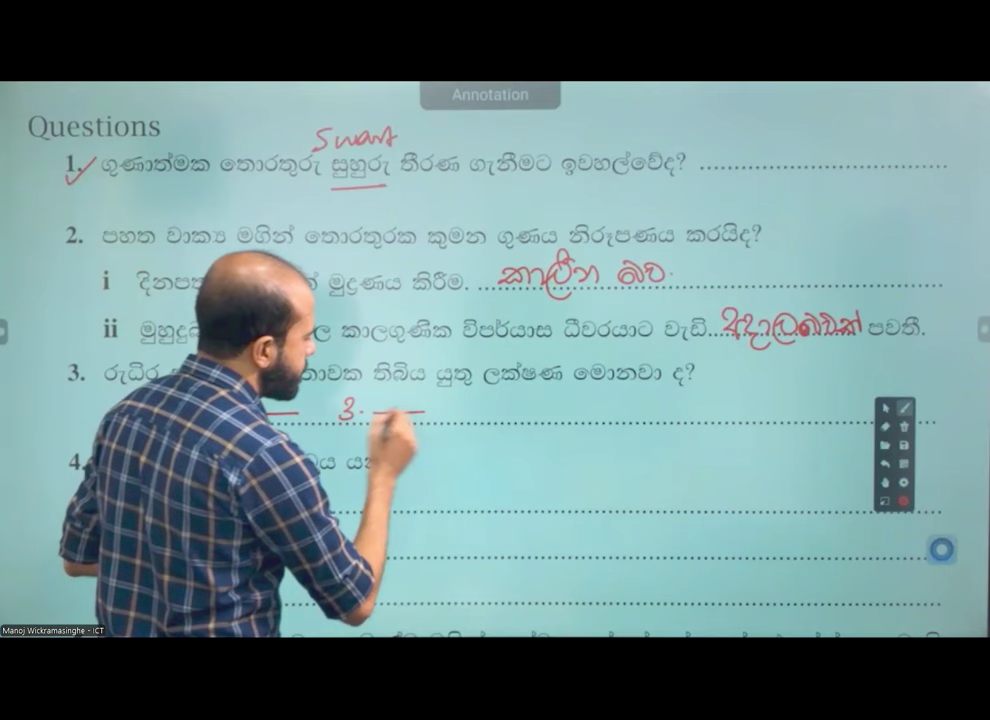 Annotation
Questions
Smart
1. ගුණාත්මක තොරතුරු සුහුරු තීරණ ගැනීමට ඉවහල්වේද? ...............
2. පහත වාක්‍ය මගින් තොරතුරක කුමන ගුණය නිරූපණය කරයිද?
i මුද්‍රණය කිරීම. ... කාලීන බව
ii කාලගුණික විපර්යාස ධීවරයාට වැඩි... අදාලබවක් පවතී.
3. රුධිර තිබිය යුතු ලක්ෂණ මොනවා ද?
3.
4.
Manoj Wickramasinghe - ICT